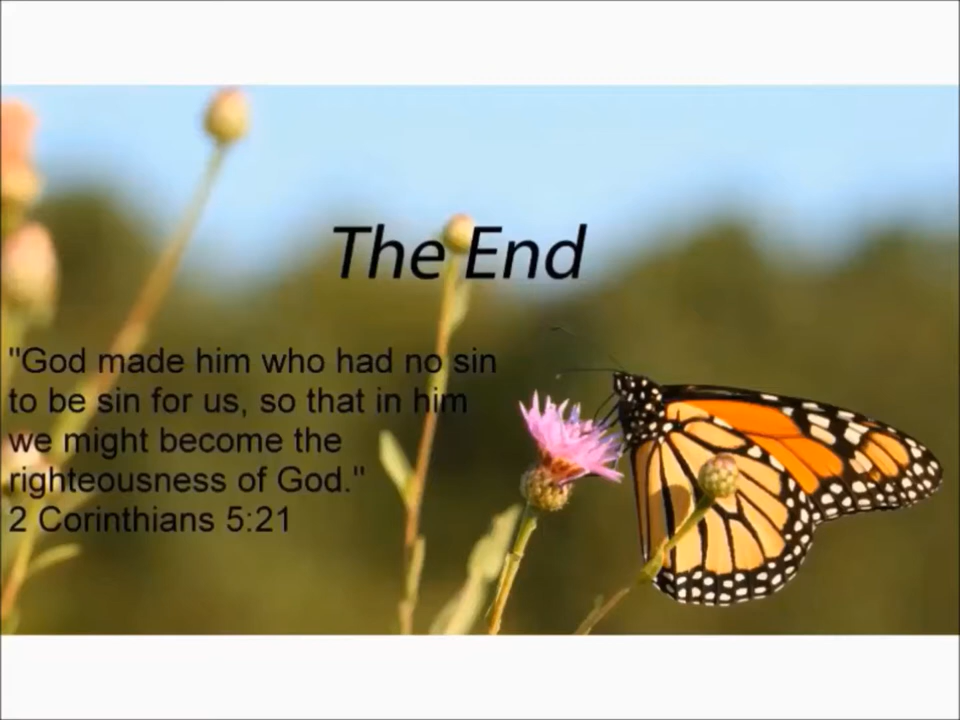 The End
"God made him who had no sin
to be sin for us, so that in him
we might become the
righteousness of God."
2 Corinthians 5:21